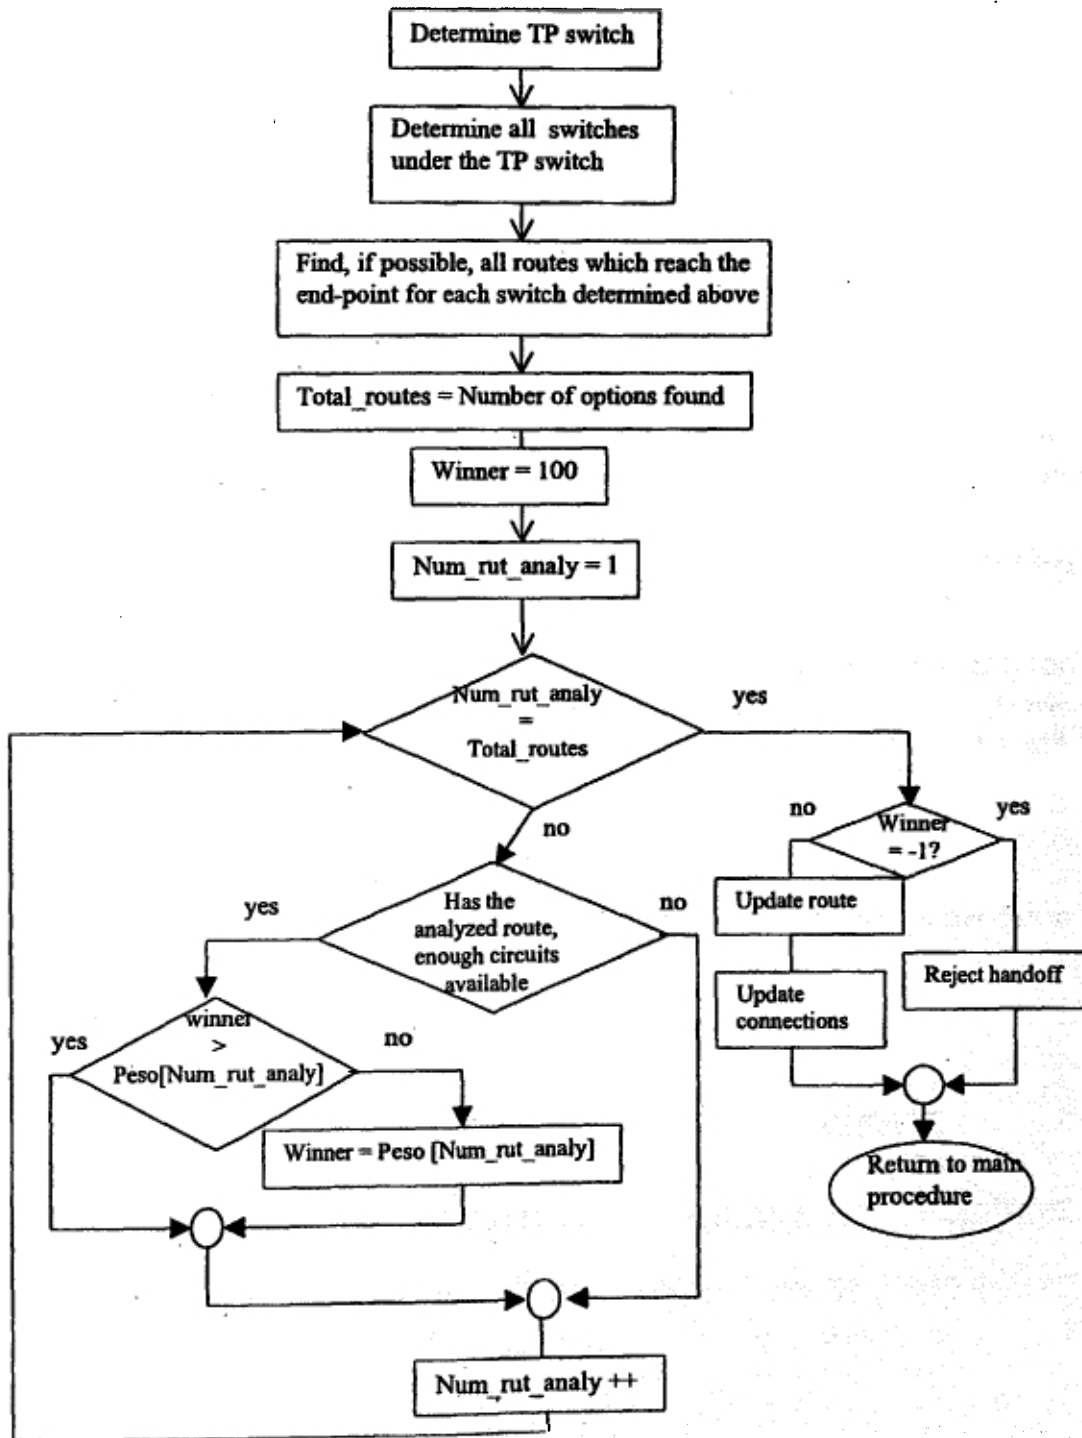 Determine TP switch
Determine all switches
under the TP switch
Find, if possible, all routes which reach the
end-point for each switch determined above
Total_routes = Number of options found
Winner = 100
Num_rut_analy = 1
Num_rut_analy
=
Total_routes
yes
no
no
Winner
= -1?
yes
Update route
Update
connections
Reject handoff
Return to main
procedure
yes
Has the
analyzed route,
enough circuits
available
no
yes
winner
>
Peso[Num_rut_analy]
no
Winner = Peso [Num_rut_analy]
Num_rut_analy ++